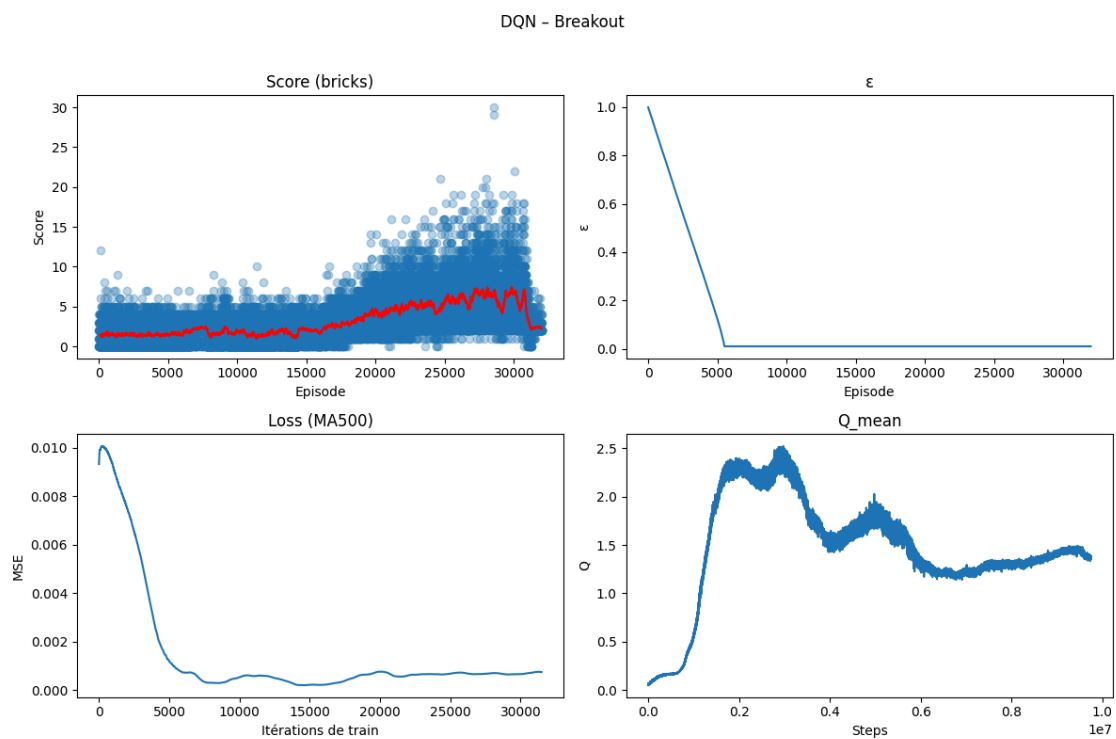 DQN – Breakout
Score (bricks)
30
25
20
15
10
5
0
Score
0 5000 10000 15000 20000 25000 30000
Episode
ε
1.0
0.8
0.6
0.4
0.2
0.0
ε
0 5000 10000 15000 20000 25000 30000
Episode
Loss (MA500)
0.010
0.008
0.006
0.004
0.002
0.000
MSE
0 5000 10000 15000 20000 25000 30000
Itérations de train
Q_mean
2.5
2.0
1.5
1.0
0.5
0.0
Q
0.0 0.2 0.4 0.6 0.8 1.0
1e7
Steps